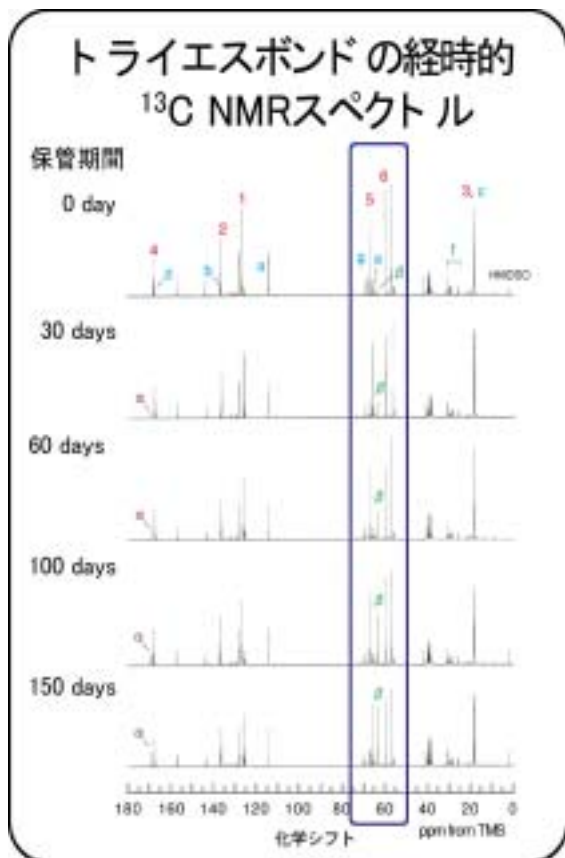 トライエスボンドの経時的
¹³C NMRスペクトル
保管期間
0 day
4
2
1
b
a
5
6
3, c
f
HMDSO
30 days
β
60 days
β
100 days
α
β
150 days
α
β
180 160 140 120 100 80 60 40 20 0
化学シフト
ppm from TMS